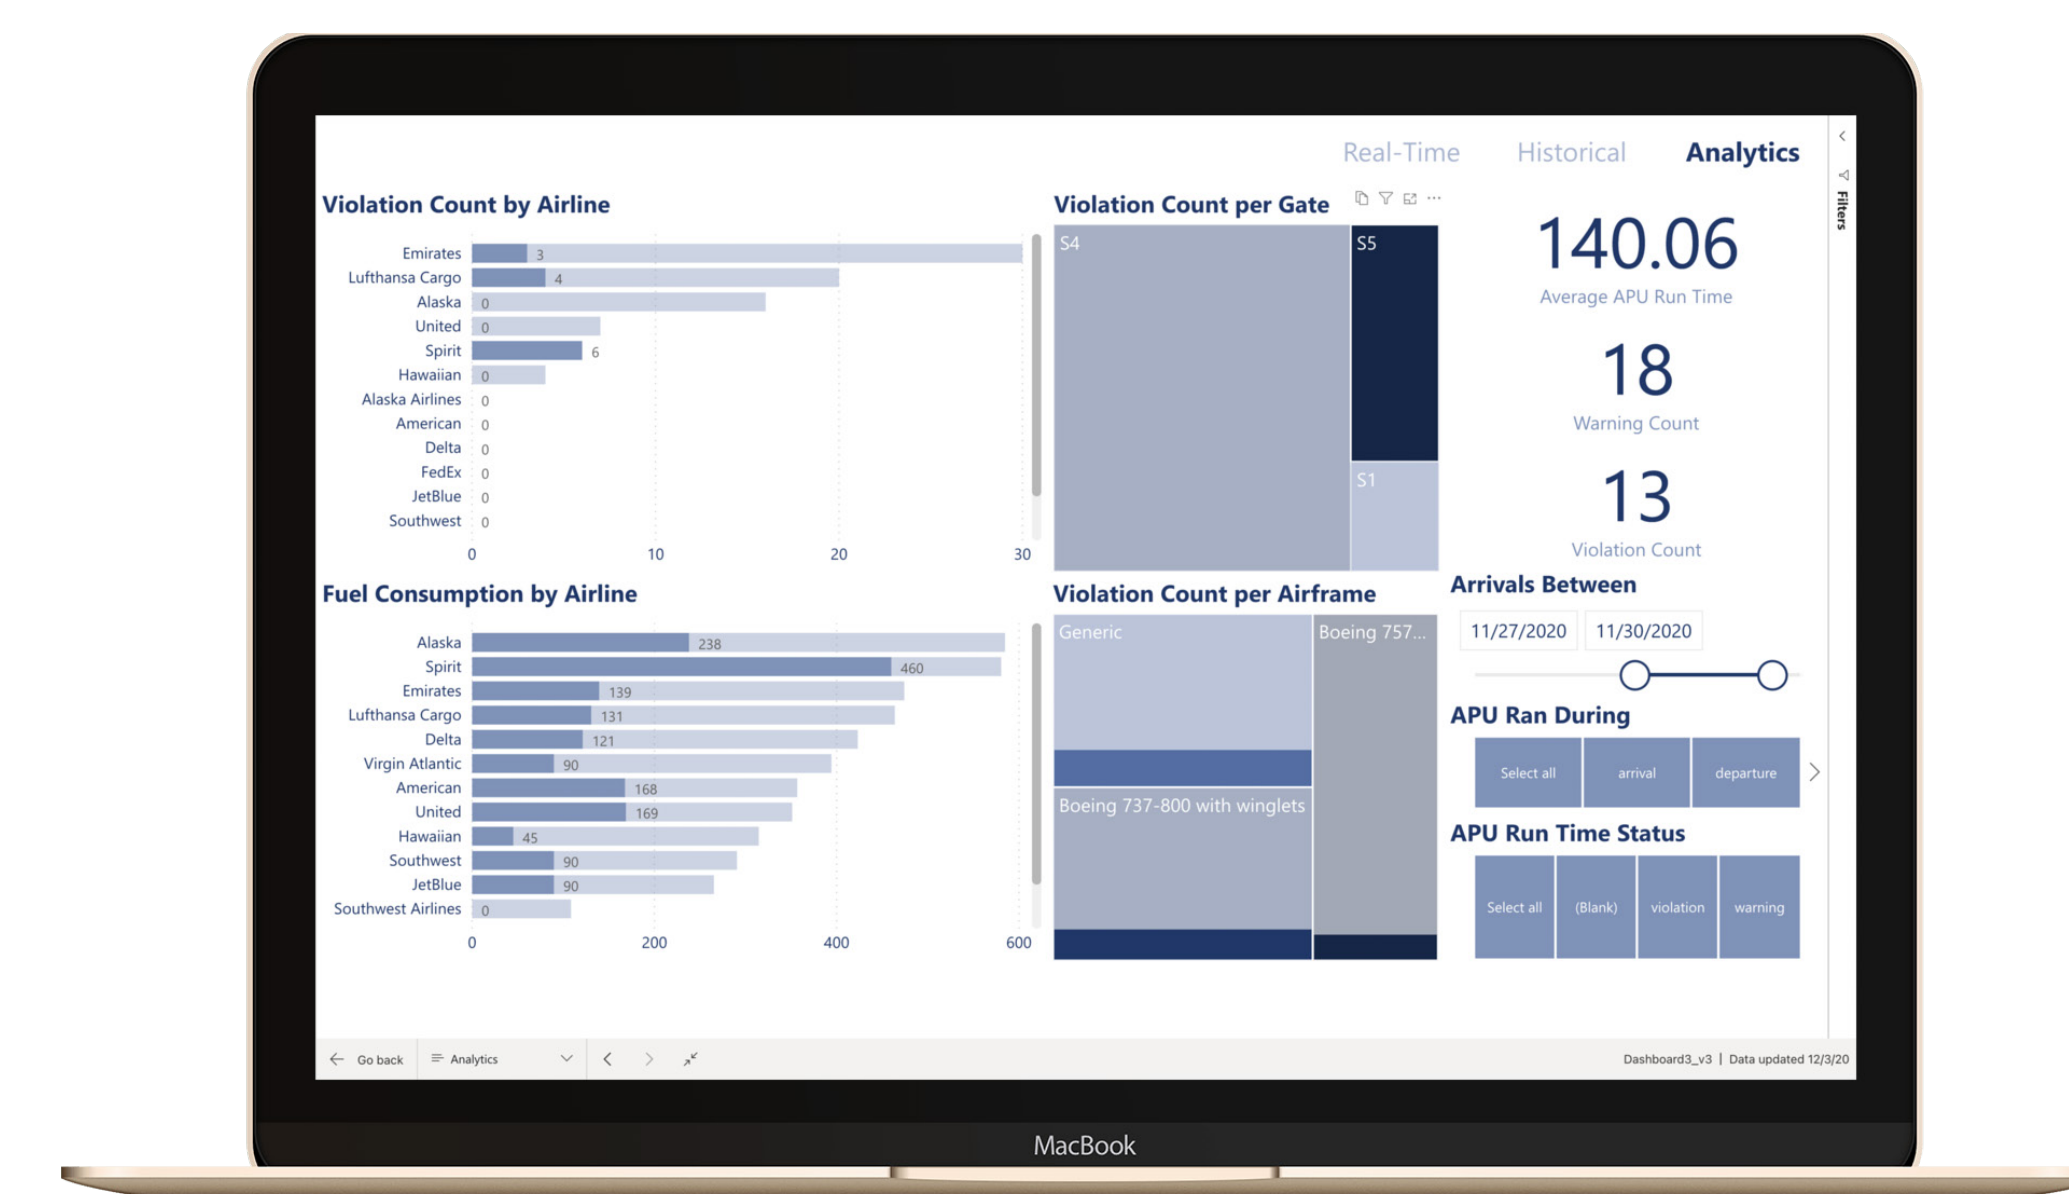 Real-Time Historical Analytics
Filters
Violation Count by Airline
Emirates 3
Lufthansa Cargo 4
Alaska 0
United 0
Spirit 6
Hawaiian 0
Alaska Airlines 0
American 0
Delta 0
FedEx 0
JetBlue 0
Southwest 0
0 10 20 30
Violation Count per Gate
S4
S5
S1
140.06
Average APU Run Time
18
Warning Count
13
Violation Count
Fuel Consumption by Airline
Alaska 238
Spirit 460
Emirates 139
Lufthansa Cargo 131
Delta 121
Virgin Atlantic 90
American 168
United 169
Hawaiian 45
Southwest 90
JetBlue 90
Southwest Airlines 0
0 200 400 600
Violation Count per Airframe
Generic
Boeing 757...
Boeing 737-800 with winglets
Arrivals Between
11/27/2020 11/30/2020
APU Ran During
Select all arrival departure
APU Run Time Status
Select all (Blank) violation warning
Go back Analytics
Dashboard3_v3 | Data updated 12/3/20
MacBook